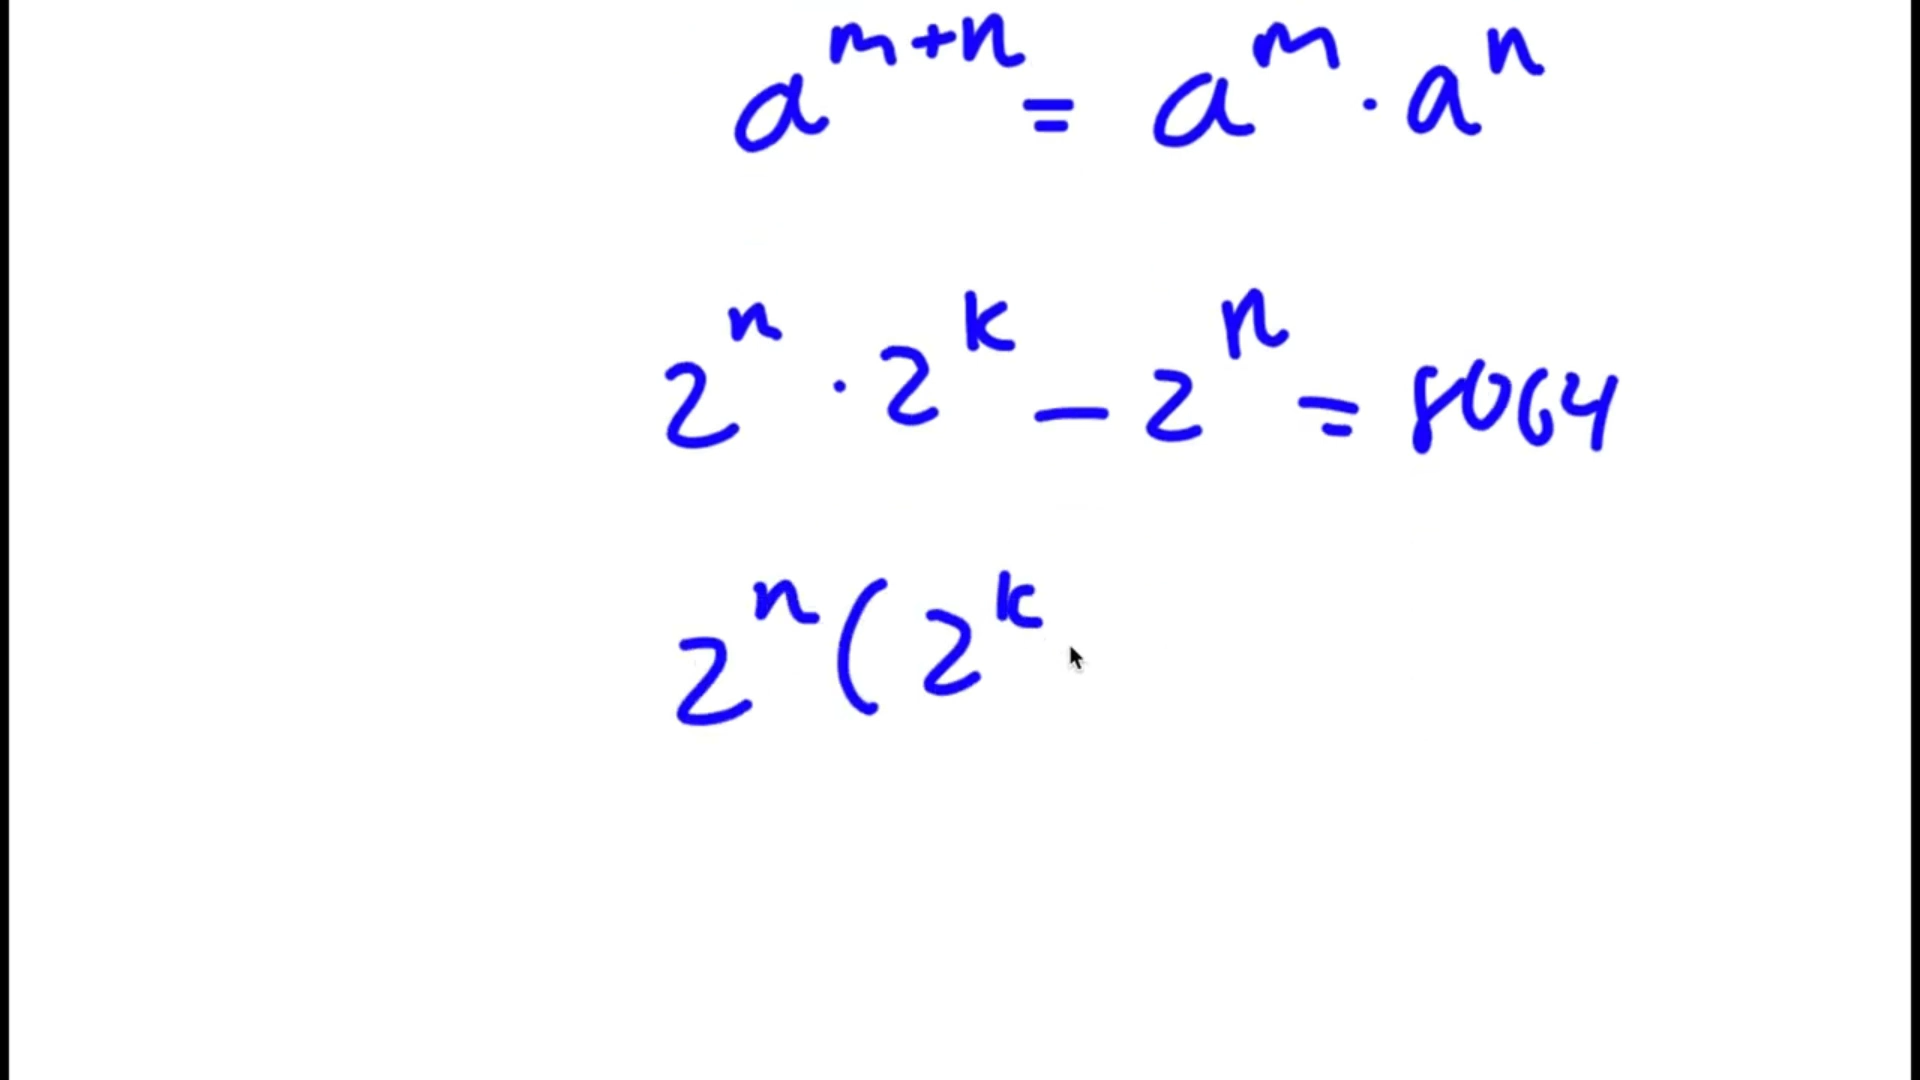 a^{m+n} = a^m · a^n
2^n · 2^k − 2^n = 8064
2^n ( 2^k